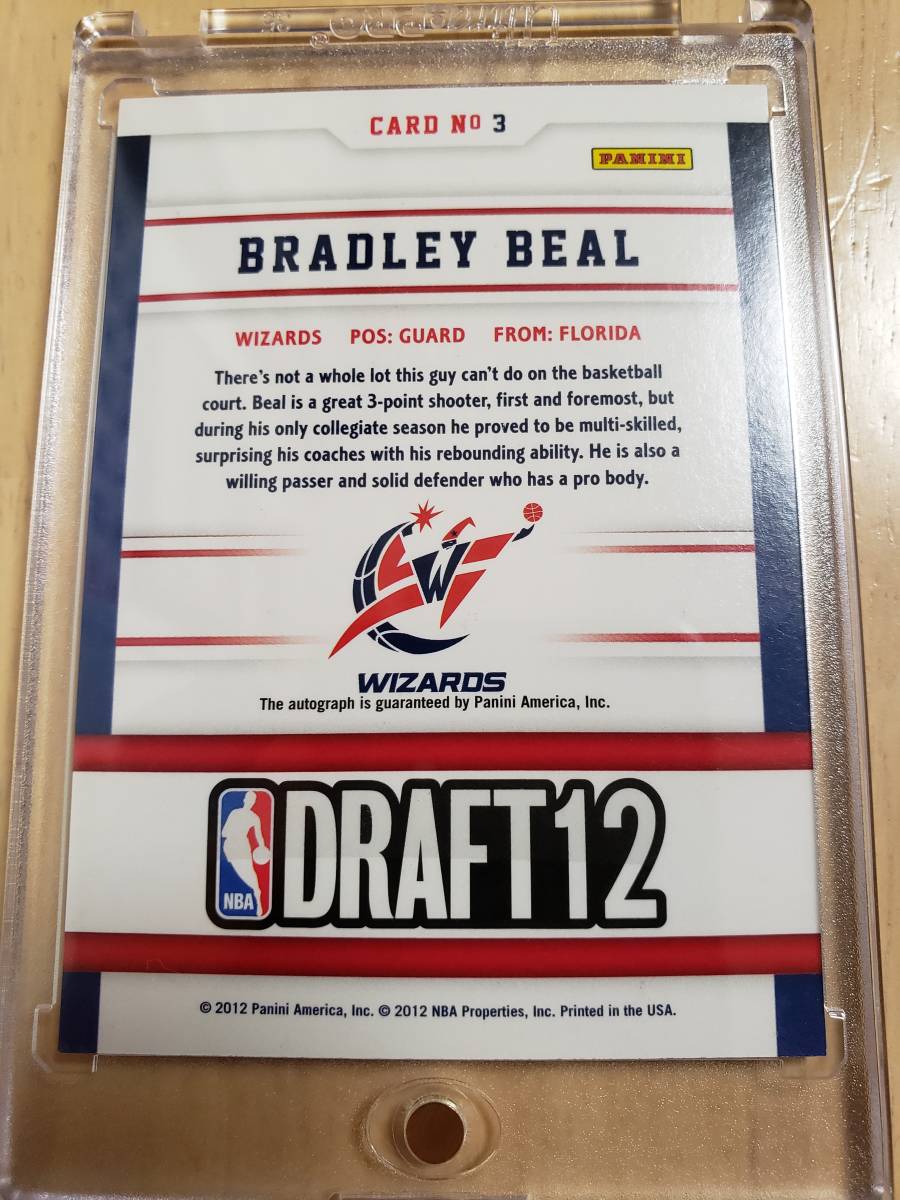 CARD No 3
PANINI
BRADLEY BEAL
WIZARDS POS: GUARD FROM: FLORIDA
There's not a whole lot this guy can't do on the basketball
court. Beal is a great 3-point shooter, first and foremost, but
during his only collegiate season he proved to be multi-skilled,
surprising his coaches with his rebounding ability. He is also a
willing passer and solid defender who has a pro body.
W
WIZARDS
The autograph is guaranteed by Panini America, Inc.
NBA DRAFT12
© 2012 Panini America, Inc. © 2012 NBA Properties, Inc. Printed in the USA.